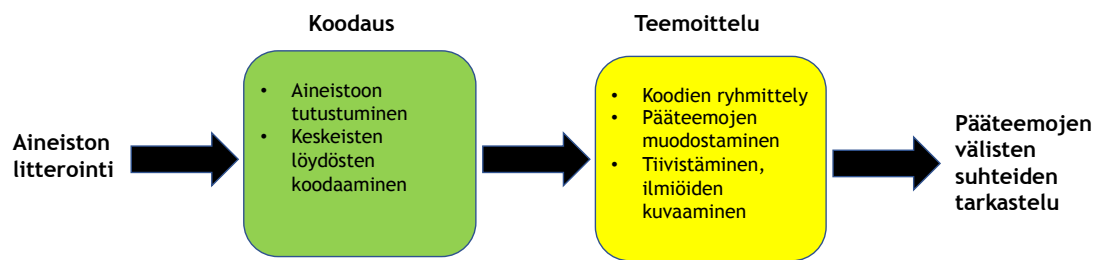 Koodaus
Teemoittelu
Aineiston
litterointi
• Aineistoon
tutustuminen
• Keskeisten
löydösten
koodaaminen
• Koodien ryhmittely
• Pääteemojen
muodostaminen
• Tiivistäminen,
ilmiöiden
kuvaaminen
Pääteemojen
välisten
suhteiden
tarkastelu